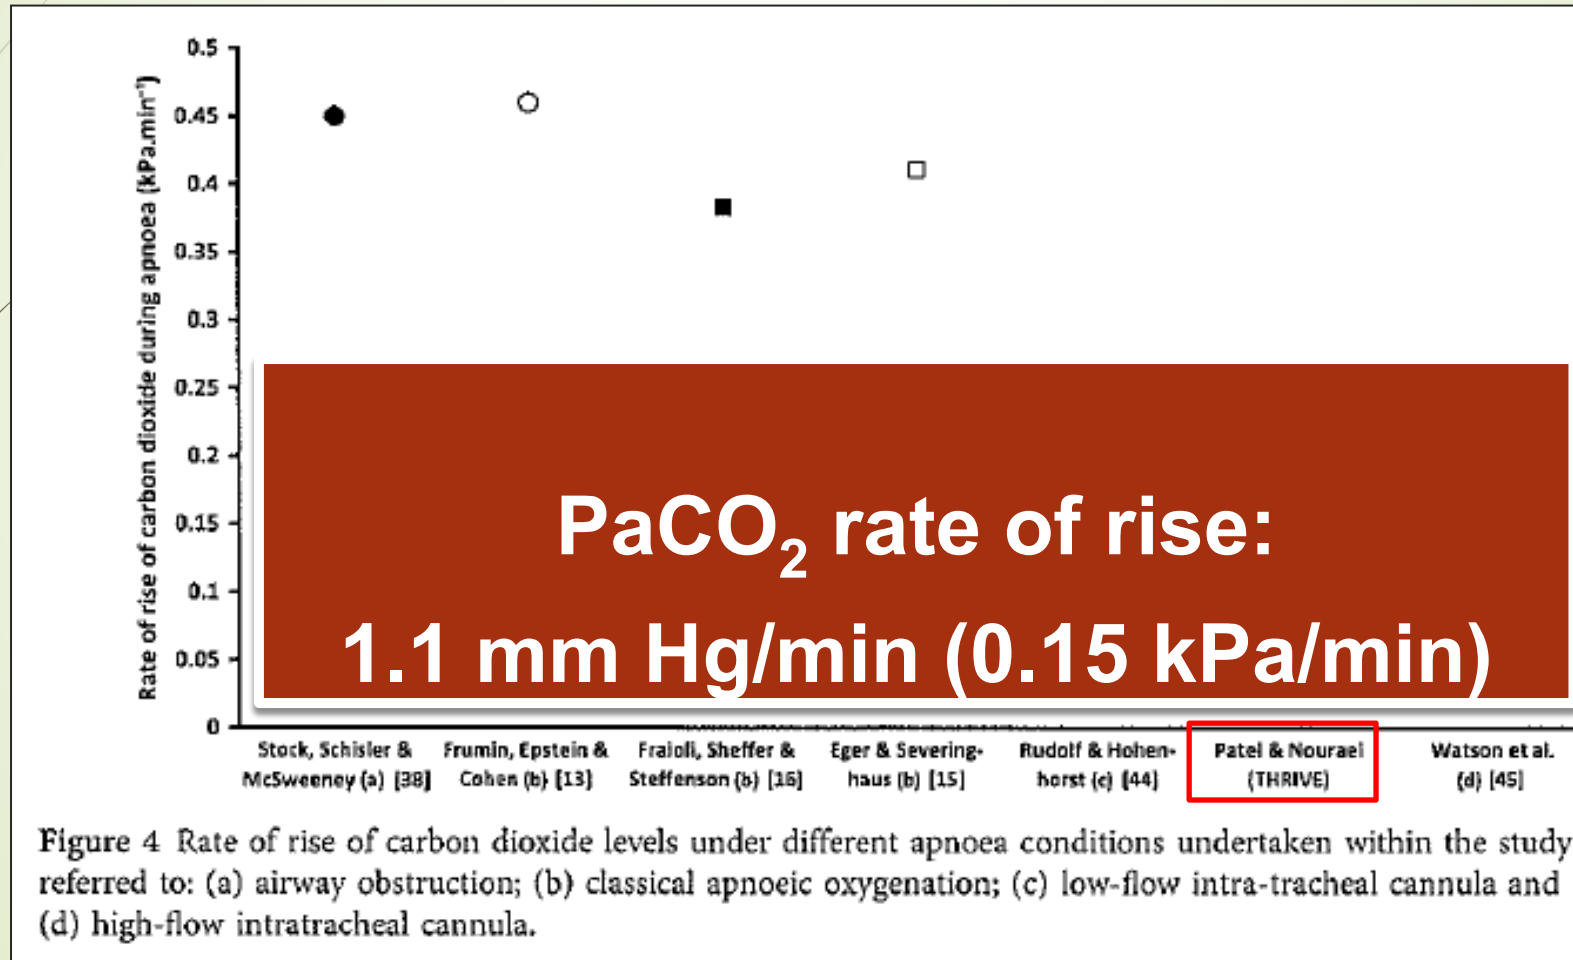 Rate of rise of carbon dioxide during apnoea (kPa.min⁻¹)
0.5
0.45
0.4
0.35
0.3
0.25
0.2
0.15
0.1
0.05
0
PaCO₂ rate of rise:
1.1 mm Hg/min (0.15 kPa/min)
Stock, Schisler &
McSweeney (a) [38]
Frumin, Epstein &
Cohen (b) [13]
Fraioli, Sheffer &
Steffenson (b) [16]
Eger & Severing-
haus (b) [15]
Rudolf & Hohen-
horst (c) [44]
Patel & Nouraei
(THRIVE)
Watson et al.
(d) [45]
Figure 4 Rate of rise of carbon dioxide levels under different apnoea conditions undertaken within the study
referred to: (a) airway obstruction; (b) classical apnoeic oxygenation; (c) low-flow intra-tracheal cannula and
(d) high-flow intratracheal cannula.